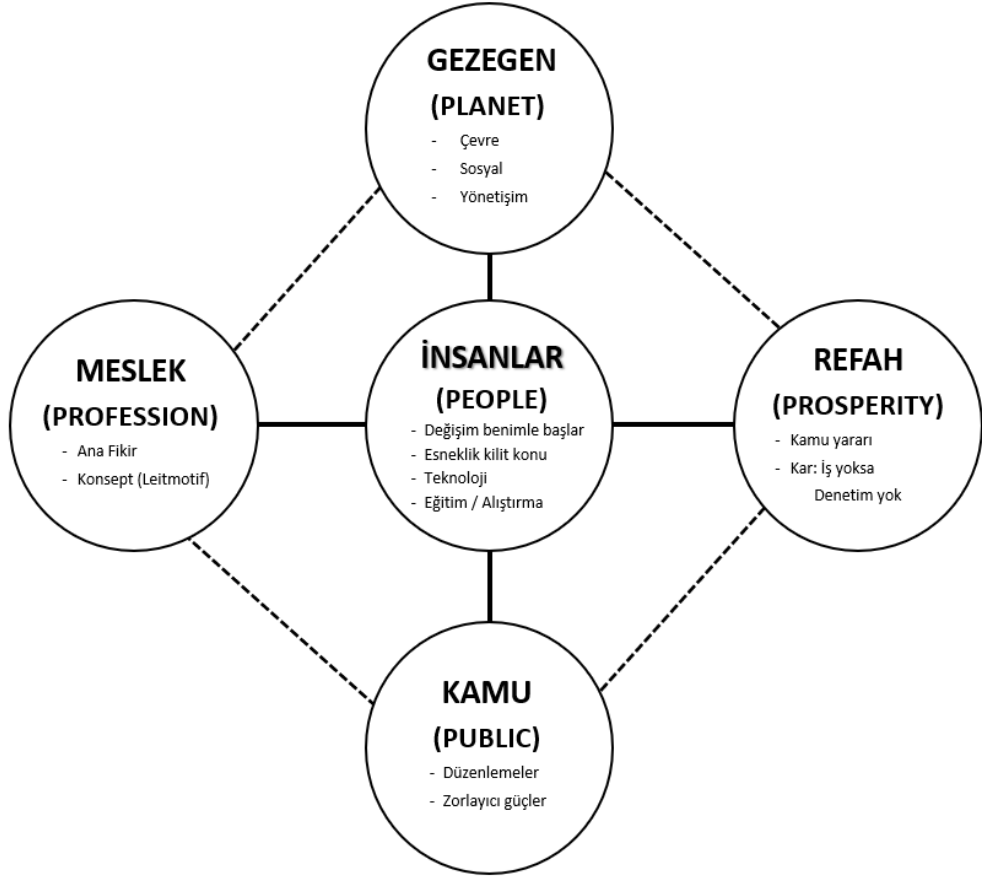 GEZEGEN
(PLANET)
- Çevre
- Sosyal
- Yönetişim
MESLEK
(PROFESSION)
- Ana Fikir
- Konsept (Leitmotif)
İNSANLAR
(PEOPLE)
- Değişim benimle başlar
- Esneklik kilit konu
- Teknoloji
- Eğitim / Alıştırma
REFAH
(PROSPERITY)
- Kamu yararı
- Kar: İş yoksa
Denetim yok
KAMU
(PUBLIC)
- Düzenlemeler
- Zorlayıcı güçler